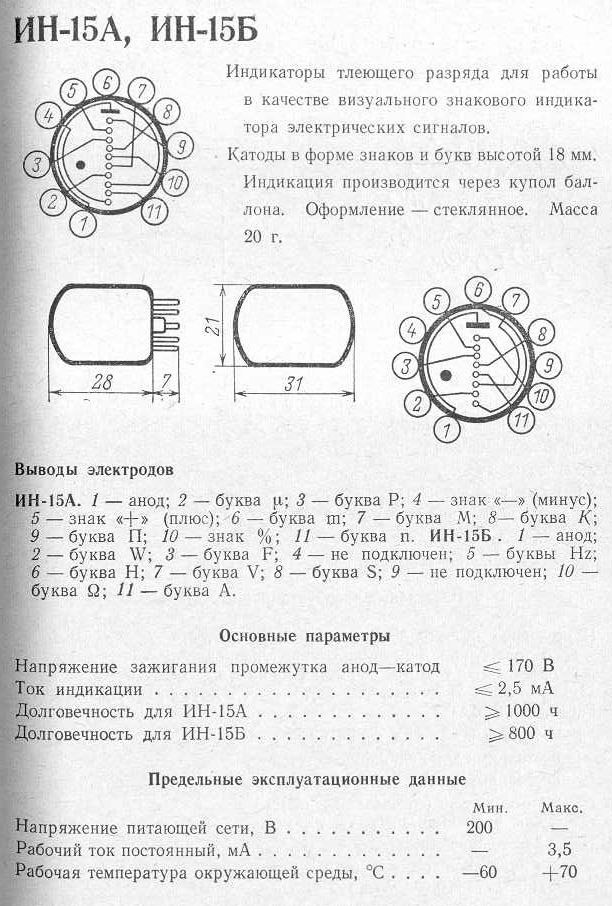 ИН-15А, ИН-15Б
Индикаторы тлеющего разряда для работы
в качестве визуального знакового индика-
тора электрических сигналов.
Катоды в форме знаков и букв высотой 18 мм.
Индикация производится через купол бал-
лона. Оформление — стеклянное. Масса
20 г.
1 2 3 4 5 6 7 8 9 10 11
28 7
21
31
1 2 3 4 5 6 7 8 9 10 11
Выводы электродов
ИН-15А. 1 — анод; 2 — буква μ; 3 — буква P; 4 — знак «—» (минус);
5 — знак «+» (плюс); 6 — буква m; 7 — буква M; 8 — буква K;
9 — буква П; 10 — знак %; 11 — буква n. ИН-15Б . 1 — анод;
2 — буква W; 3 — буква F; 4 — не подключен; 5 — буквы Hz;
6 — буква H; 7 — буква V; 8 — буква S; 9 — не подключен; 10 —
буква Ω; 11 — буква A.
Основные параметры
Напряжение зажигания промежутка анод—катод ⩽ 170 В
Ток индикации . . . . . . . . . . . . . . . . . . . ⩽ 2,5 мА
Долговечность для ИН-15А . . . . . . . . . . . . . ⩾ 1000 ч
Долговечность для ИН-15Б . . . . . . . . . . . . . ⩾ 800 ч
Предельные эксплуатационные данные
Мин. Макс.
Напряжение питающей сети, В . . . . . . . . . . . 200 —
Рабочий ток постоянный, мА . . . . . . . . . . . . . — 3,5
Рабочая температура окружающей среды, °С . . . . —60 +70